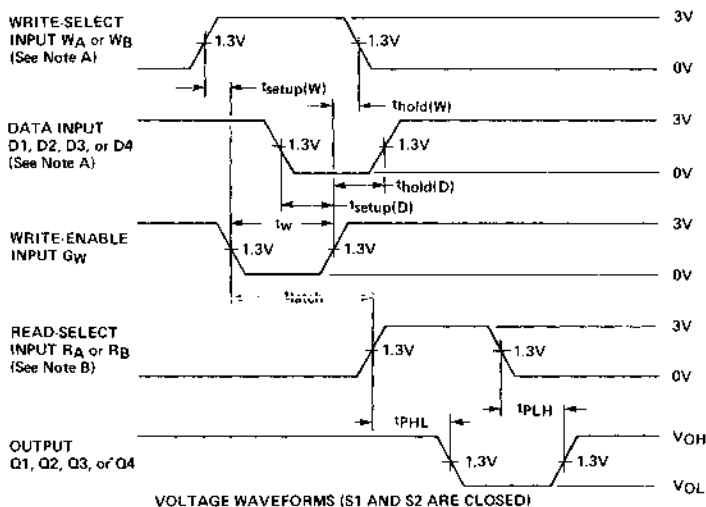 WRITE-SELECT
INPUT WA or WB
(See Note A)
1.3V
1.3V
3V
0V
tsetup(W)
thold(W)
DATA INPUT
D1, D2, D3, or D4
(See Note A)
1.3V
1.3V
3V
0V
thold(D)
tsetup(D)
WRITE-ENABLE
INPUT GW
tw
1.3V
1.3V
3V
0V
tlatch
READ-SELECT
INPUT RA or RB
(See Note B)
1.3V
1.3V
3V
0V
tPHL
tPLH
OUTPUT
Q1, Q2, Q3, or Q4
1.3V
1.3V
VOH
VOL
VOLTAGE WAVEFORMS (S1 AND S2 ARE CLOSED)